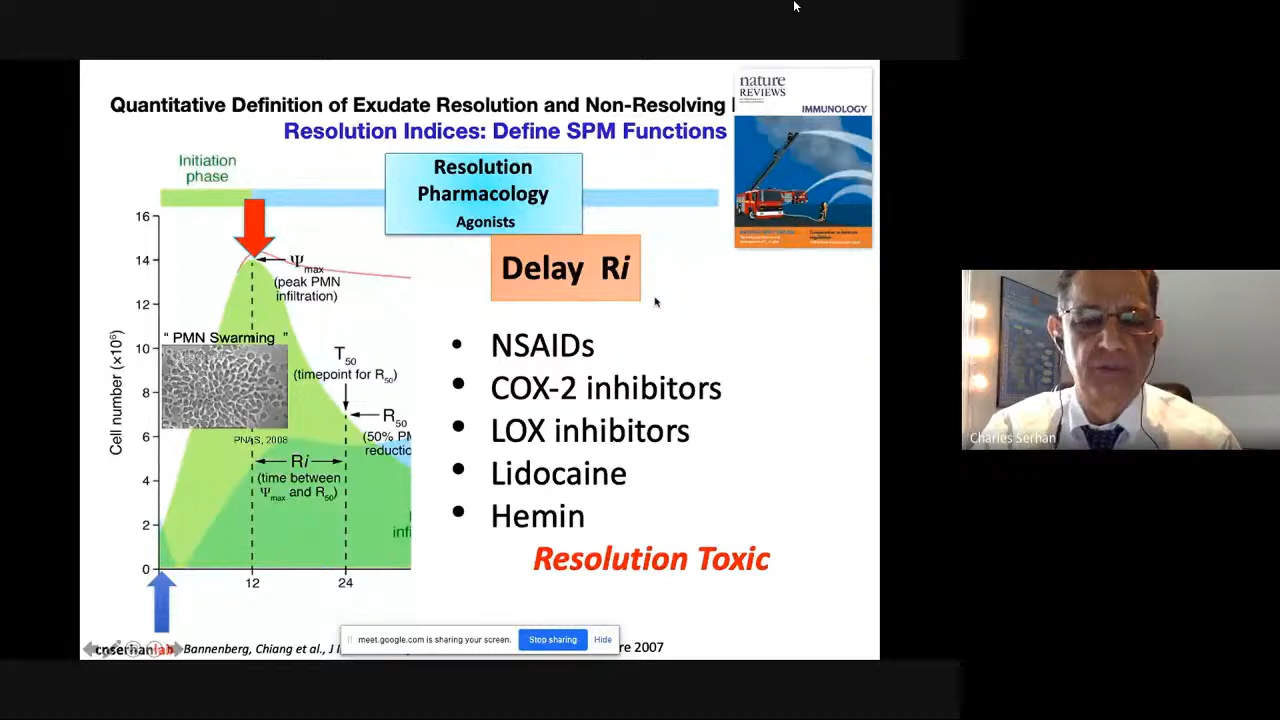 Quantitative Definition of Exudate Resolution and Non-Resolving
Resolution Indices: Define SPM Functions
nature
REVIEWS
IMMUNOLOGY
Initiation
phase
Resolution
Pharmacology
Agonists
Delay Ri
Ψmax
(peak PMN
infiltration)
" PMN Swarming "
PNAS, 2008
T50
(timepoint for R50)
R50
(50% PM
reductic
Ri
(time between
Ψmax and R50)
infi
Cell number (×10⁶)
16
14
12
10
8
6
4
2
0
12
24
• NSAIDs
• COX-2 inhibitors
• LOX inhibitors
• Lidocaine
• Hemin
Resolution Toxic
cnserhanlab
Bannenberg, Chiang et al., J
re 2007
meet.google.com is sharing your screen.
Stop sharing
Hide
Charles Serhan